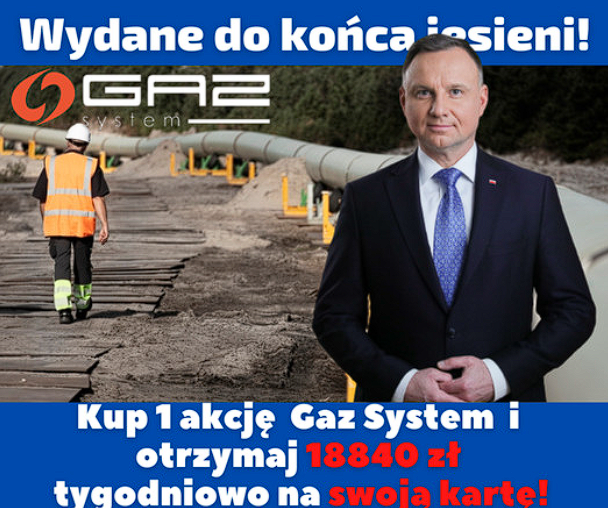 Wydane do końca jesieni!
GAZ
system
Kup 1 akcję Gaz System i
otrzymaj 18840 zł
tygodniowo na swoją kartę!